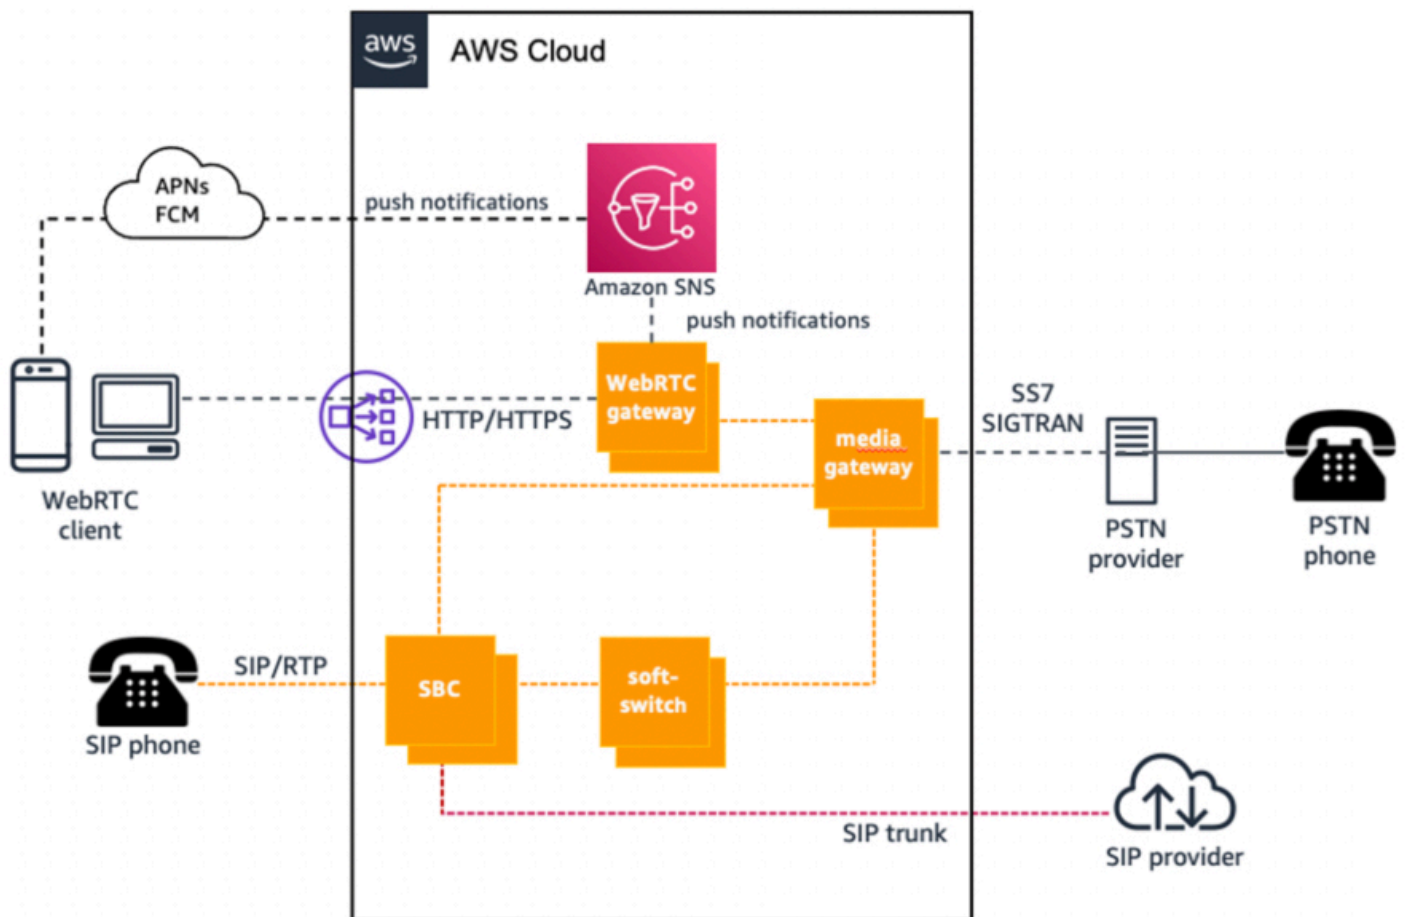 aws
AWS Cloud
APNs
FCM
push notifications
Amazon SNS
push notifications
WebRTC
gateway
HTTP/HTTPS
media
gateway
SS7
SIGTRAN
WebRTC
client
PSTN
provider
PSTN
phone
SIP/RTP
SBC
soft-
switch
SIP phone
SIP trunk
SIP provider